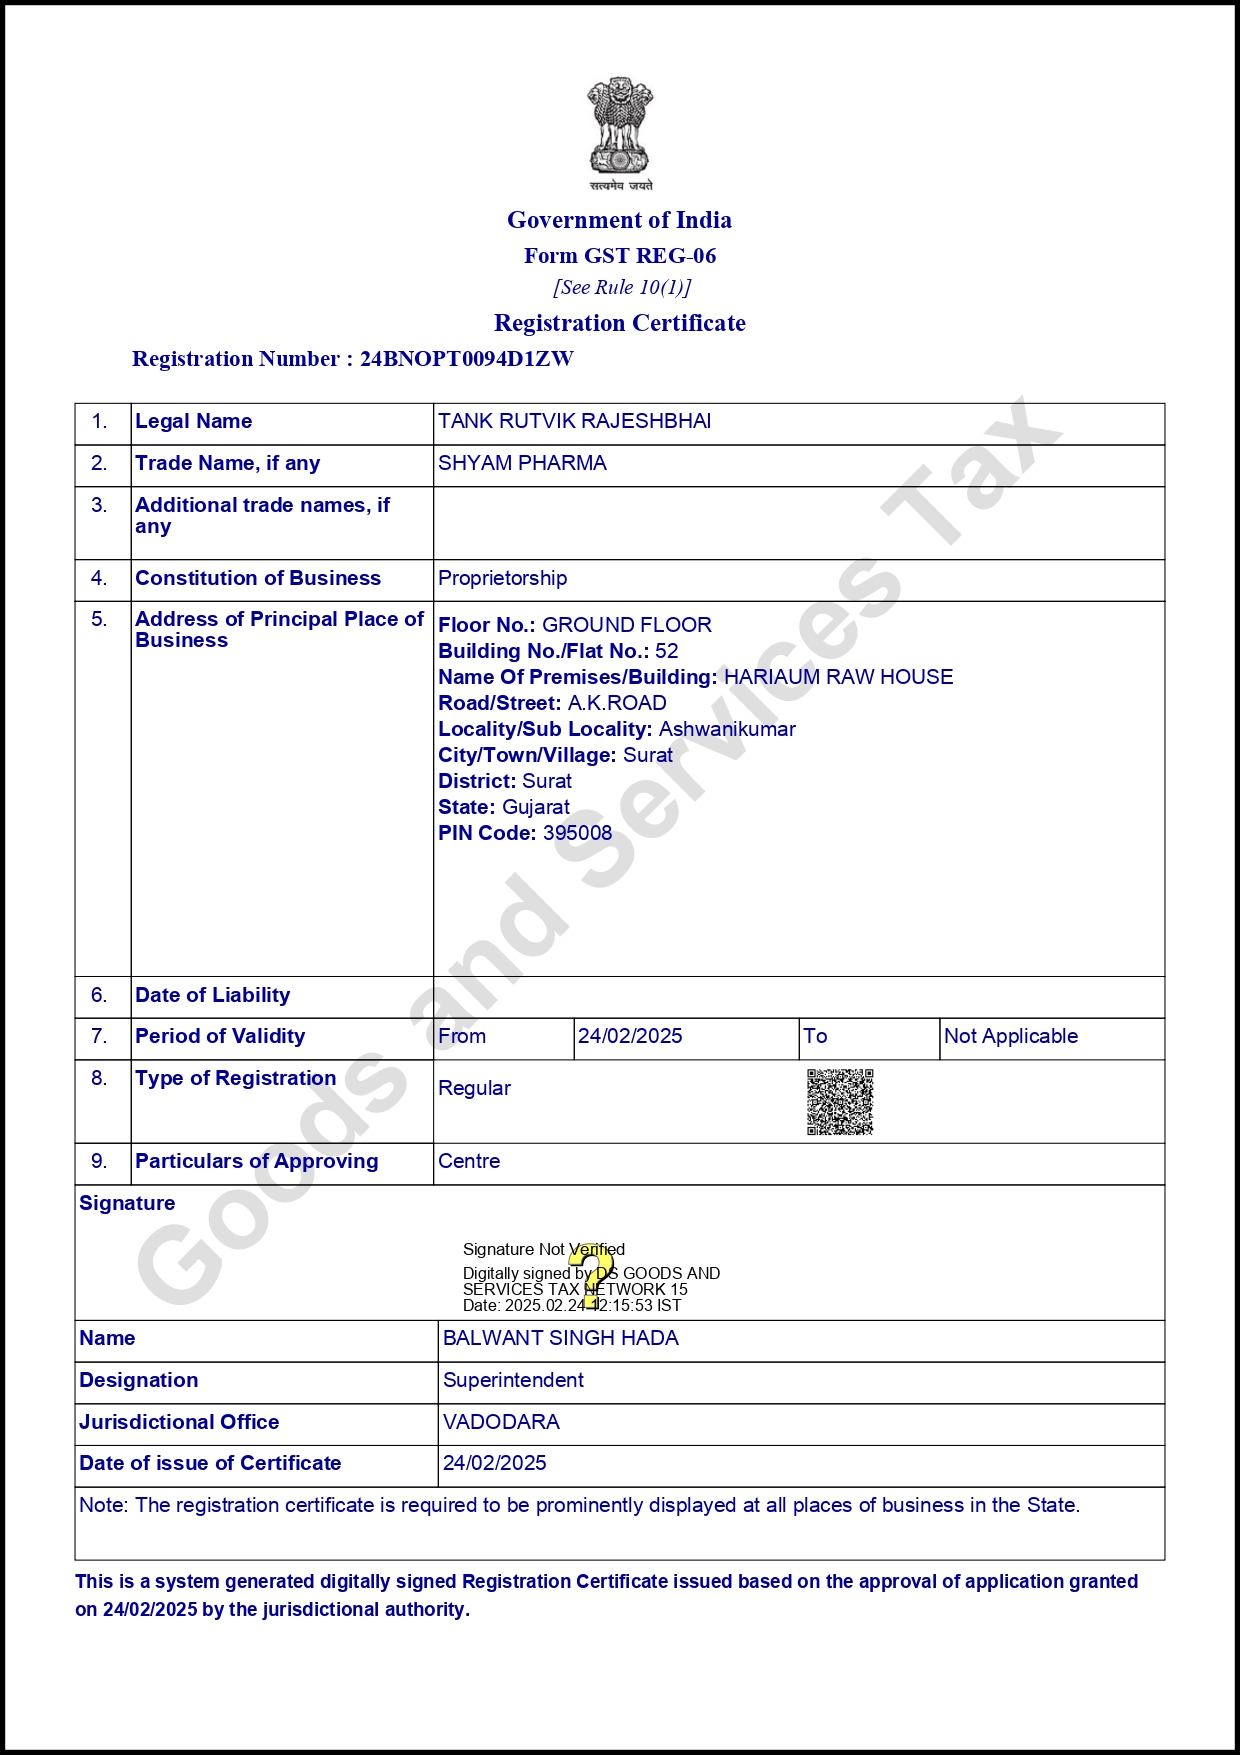 सत्यमेव जयते
Government of India
Form GST REG-06
[See Rule 10(1)]
Registration Certificate
Registration Number : 24BNOPT0094D1ZW
1. Legal Name TANK RUTVIK RAJESHBHAI
2. Trade Name, if any SHYAM PHARMA
3. Additional trade names, if
any
4. Constitution of Business Proprietorship
5. Address of Principal Place of
Business
Floor No.: GROUND FLOOR
Building No./Flat No.: 52
Name Of Premises/Building: HARIAUM RAW HOUSE
Road/Street: A.K.ROAD
Locality/Sub Locality: Ashwanikumar
City/Town/Village: Surat
District: Surat
State: Gujarat
PIN Code: 395008
6. Date of Liability
7. Period of Validity From 24/02/2025 To Not Applicable
8. Type of Registration Regular
9. Particulars of Approving Centre
Signature
Signature Not Verified
Digitally signed by DS GOODS AND
SERVICES TAX NETWORK 15
Date: 2025.02.24 12:15:53 IST
?
Name BALWANT SINGH HADA
Designation Superintendent
Jurisdictional Office VADODARA
Date of issue of Certificate 24/02/2025
Note: The registration certificate is required to be prominently displayed at all places of business in the State.
This is a system generated digitally signed Registration Certificate issued based on the approval of application granted
on 24/02/2025 by the jurisdictional authority.
Goods and Services Tax